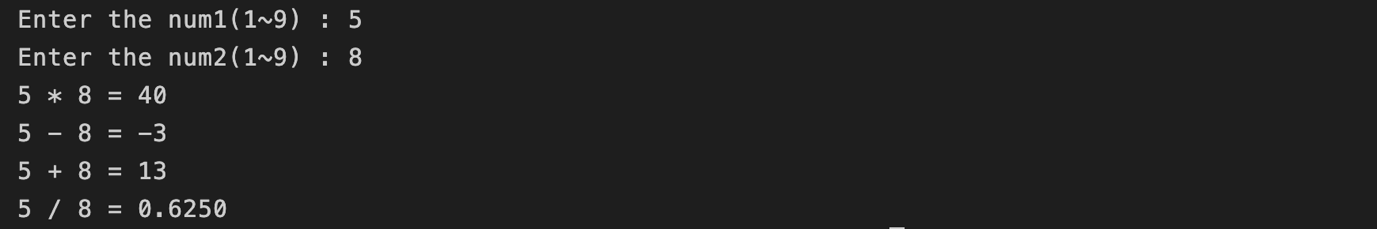 Enter the num1(1~9) : 5
Enter the num2(1~9) : 8
5 * 8 = 40
5 - 8 = -3
5 + 8 = 13
5 / 8 = 0.6250